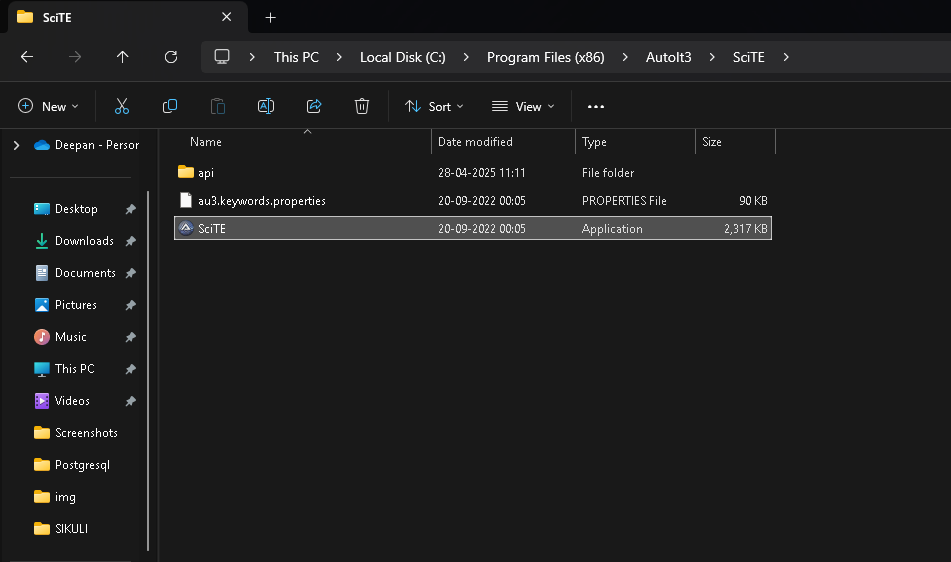 SciTE
This PC > Local Disk (C:) > Program Files (x86) > AutoIt3 > SciTE >
New Sort View
Name Date modified Type Size
Deepan - Persor
api 28-04-2025 11:11 File folder
au3.keywords.properties 20-09-2022 00:05 PROPERTIES File 90 KB
SciTE 20-09-2022 00:05 Application 2,317 KB
Desktop
Downloads
Documents
Pictures
Music
This PC
Videos
Screenshots
Postgresql
img
SIKULI